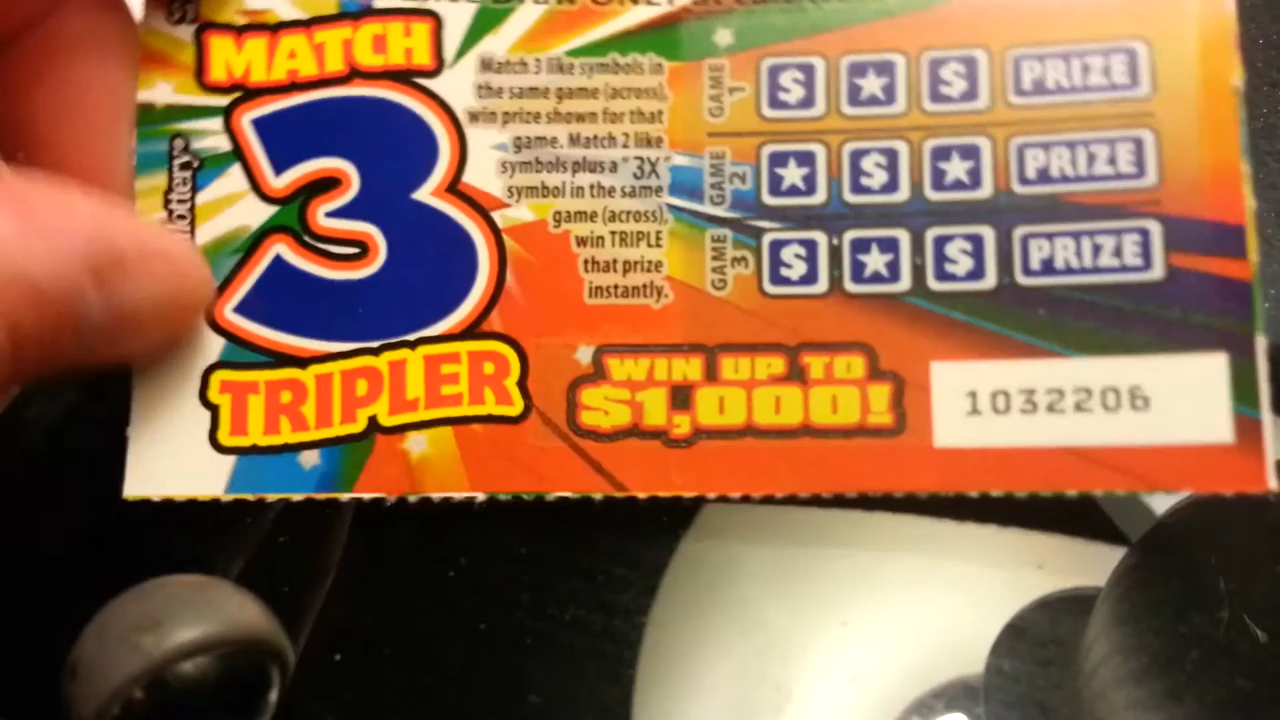 MATCH
3
TRIPLER
lottery
Match 3 like symbols in
the same game (across),
win prize shown for that
game. Match 2 like
symbols plus a "3X"
symbol in the same
game (across),
win TRIPLE
that prize
instantly.
GAME 1 $ ★ $ PRIZE
GAME 2 ★ $ ★ PRIZE
GAME 3 $ ★ $ PRIZE
WIN UP TO
$1,000!
1032206